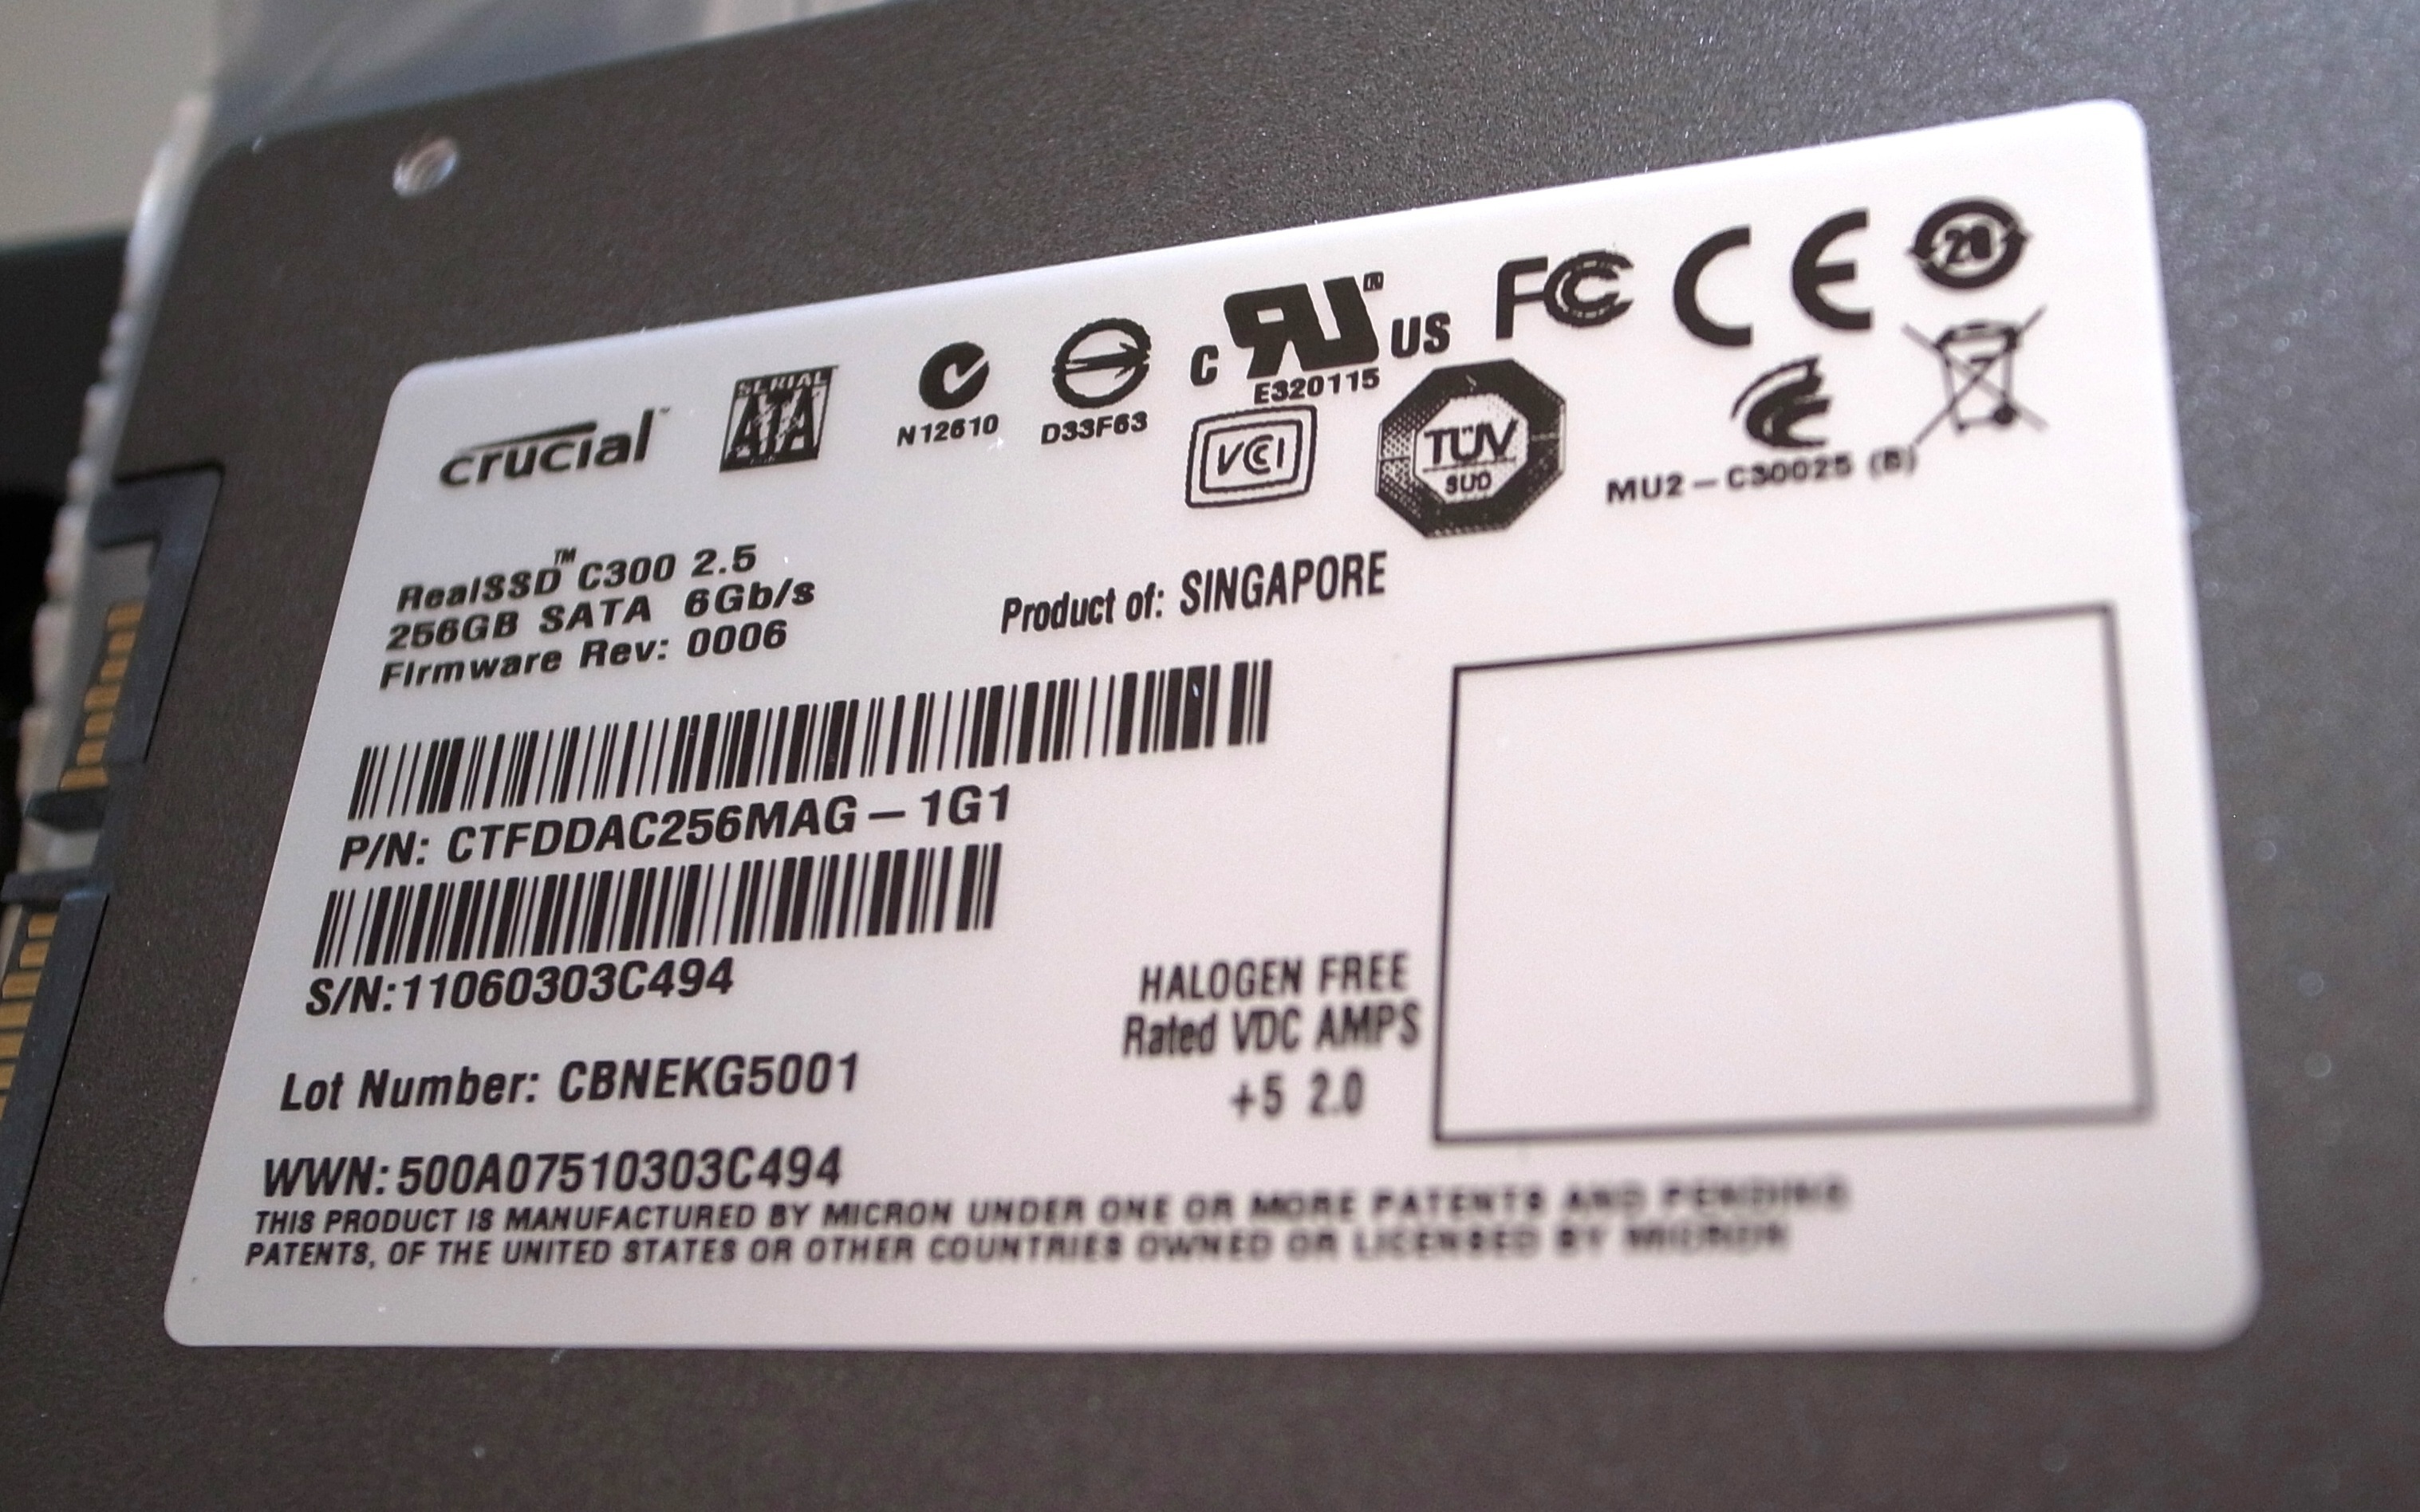 crucial™
SERIAL
ATA
N12610
D33F63
C RU® US
E320115
FC
CE
20
VCI
TÜV
SUD
MU2-C30025 (B)
RealSSD™ C300 2.5
256GB SATA 6Gb/s
Firmware Rev: 0006
Product of: SINGAPORE
P/N: CTFDDAC256MAG-1G1
S/N:11060303C494
HALOGEN FREE
Rated VDC AMPS
+5 2.0
Lot Number: CBNEKG5001
WWN:500A07510303C494
THIS PRODUCT IS MANUFACTURED BY MICRON UNDER ONE OR MORE PATENTS AND PENDING
PATENTS, OF THE UNITED STATES OR OTHER COUNTRIES OWNED OR LICENSED BY MICRON